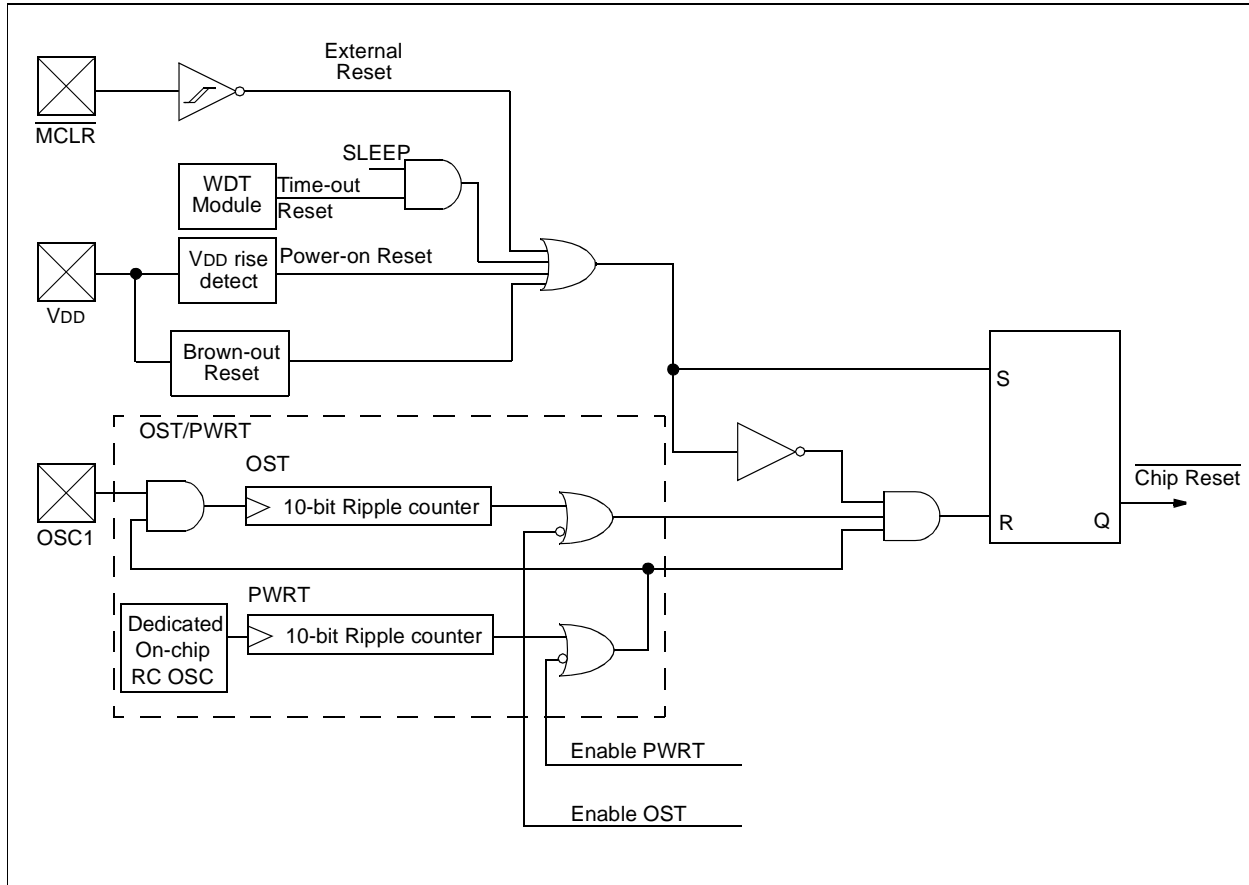 External
Reset
MCLR
SLEEP
WDT
Module
Time-out
Reset
VDD
VDD rise
detect
Power-on Reset
Brown-out
Reset
OST/PWRT
OST
10-bit Ripple counter
OSC1
PWRT
Dedicated
On-chip
RC OSC
10-bit Ripple counter
Enable PWRT
Enable OST
S
R
Q
Chip Reset